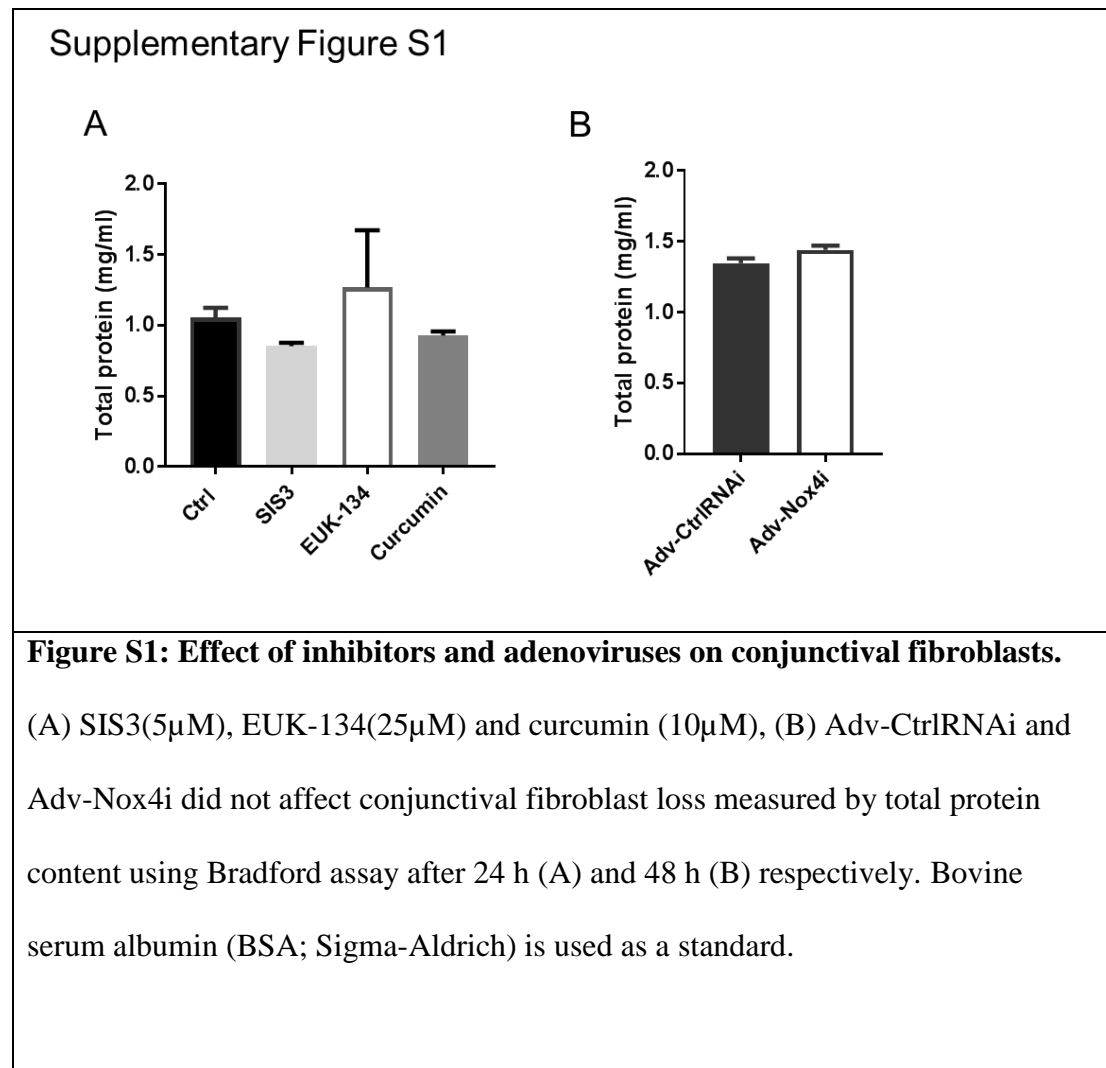 Supplementary Figure S1
A
B
Total protein (mg/ml)
2.0
1.5
1.0
0.5
0.0
Ctrl
SIS3
EUK-134
Curcumin
Total protein (mg/ml)
2.0
1.5
1.0
0.5
0.0
Adv-CtrlRNAi
Adv-Nox4i
Figure S1: Effect of inhibitors and adenoviruses on conjunctival fibroblasts.
(A) SIS3(5µM), EUK-134(25µM) and curcumin (10µM), (B) Adv-CtrlRNAi and
Adv-Nox4i did not affect conjunctival fibroblast loss measured by total protein
content using Bradford assay after 24 h (A) and 48 h (B) respectively. Bovine
serum albumin (BSA; Sigma-Aldrich) is used as a standard.